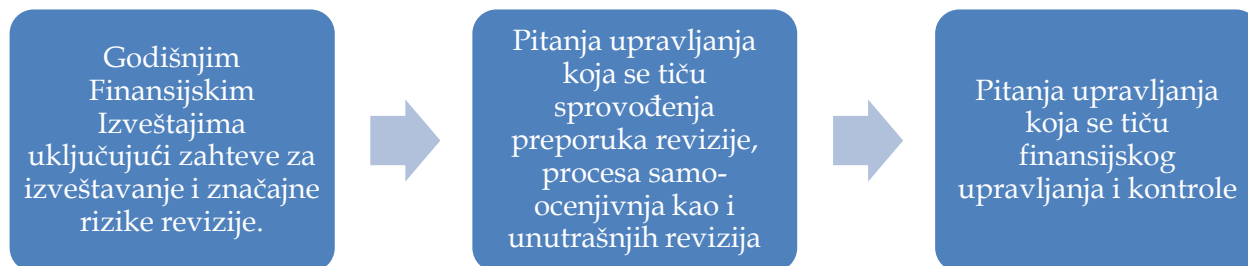 Godišnjim
Finansijskim
Izveštajima
uključujući zahteve za
izveštavanje i značajne
rizike revizije.
Pitanja upravljanja
koja se tiču
sprovođenja
preporuka revizije,
procesa samo-
ocenjivnja kao i
unutrašnjih revizija
Pitanja upravljanja
koja se tiču
finansijskog
upravljanja i kontrole